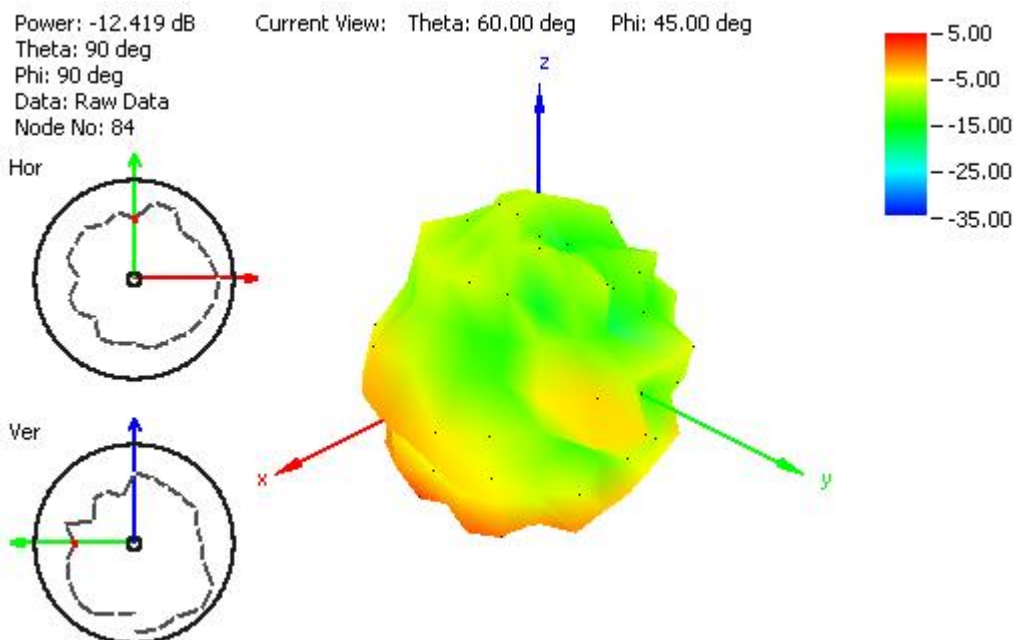 Power: -12.419 dB
Theta: 90 deg
Phi: 90 deg
Data: Raw Data
Node No: 84
Current View: Theta: 60.00 deg Phi: 45.00 deg
5.00
-5.00
-15.00
-25.00
-35.00
Hor
Ver
z
x
y